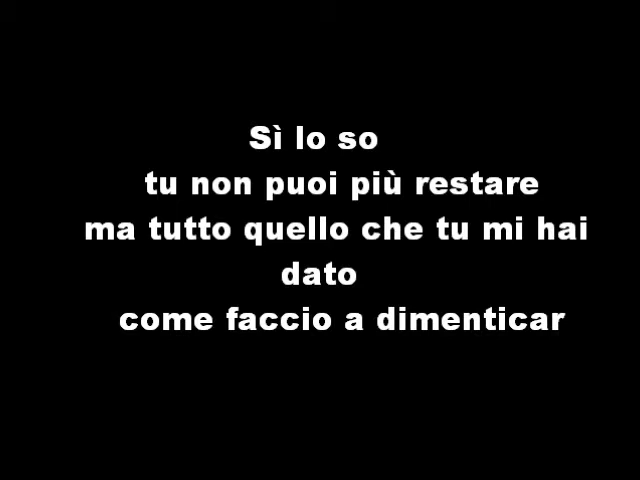 Sì lo so
tu non puoi più restare
ma tutto quello che tu mi hai
dato
come faccio a dimenticar